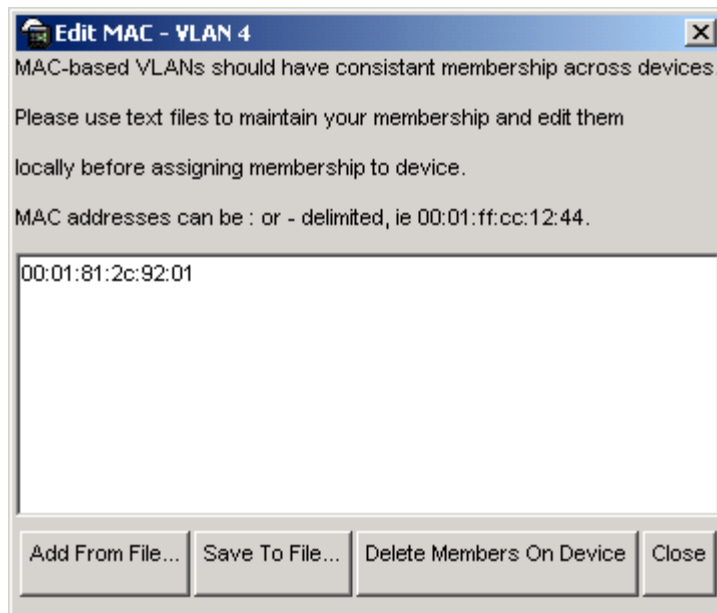 Edit MAC - VLAN 4
MAC-based VLANs should have consistant membership across devices.
Please use text files to maintain your membership and edit them
locally before assigning membership to device.
MAC addresses can be : or - delimited, ie 00:01:ff:cc:12:44.
00:01:81:2c:92:01
Add From File... Save To File... Delete Members On Device Close